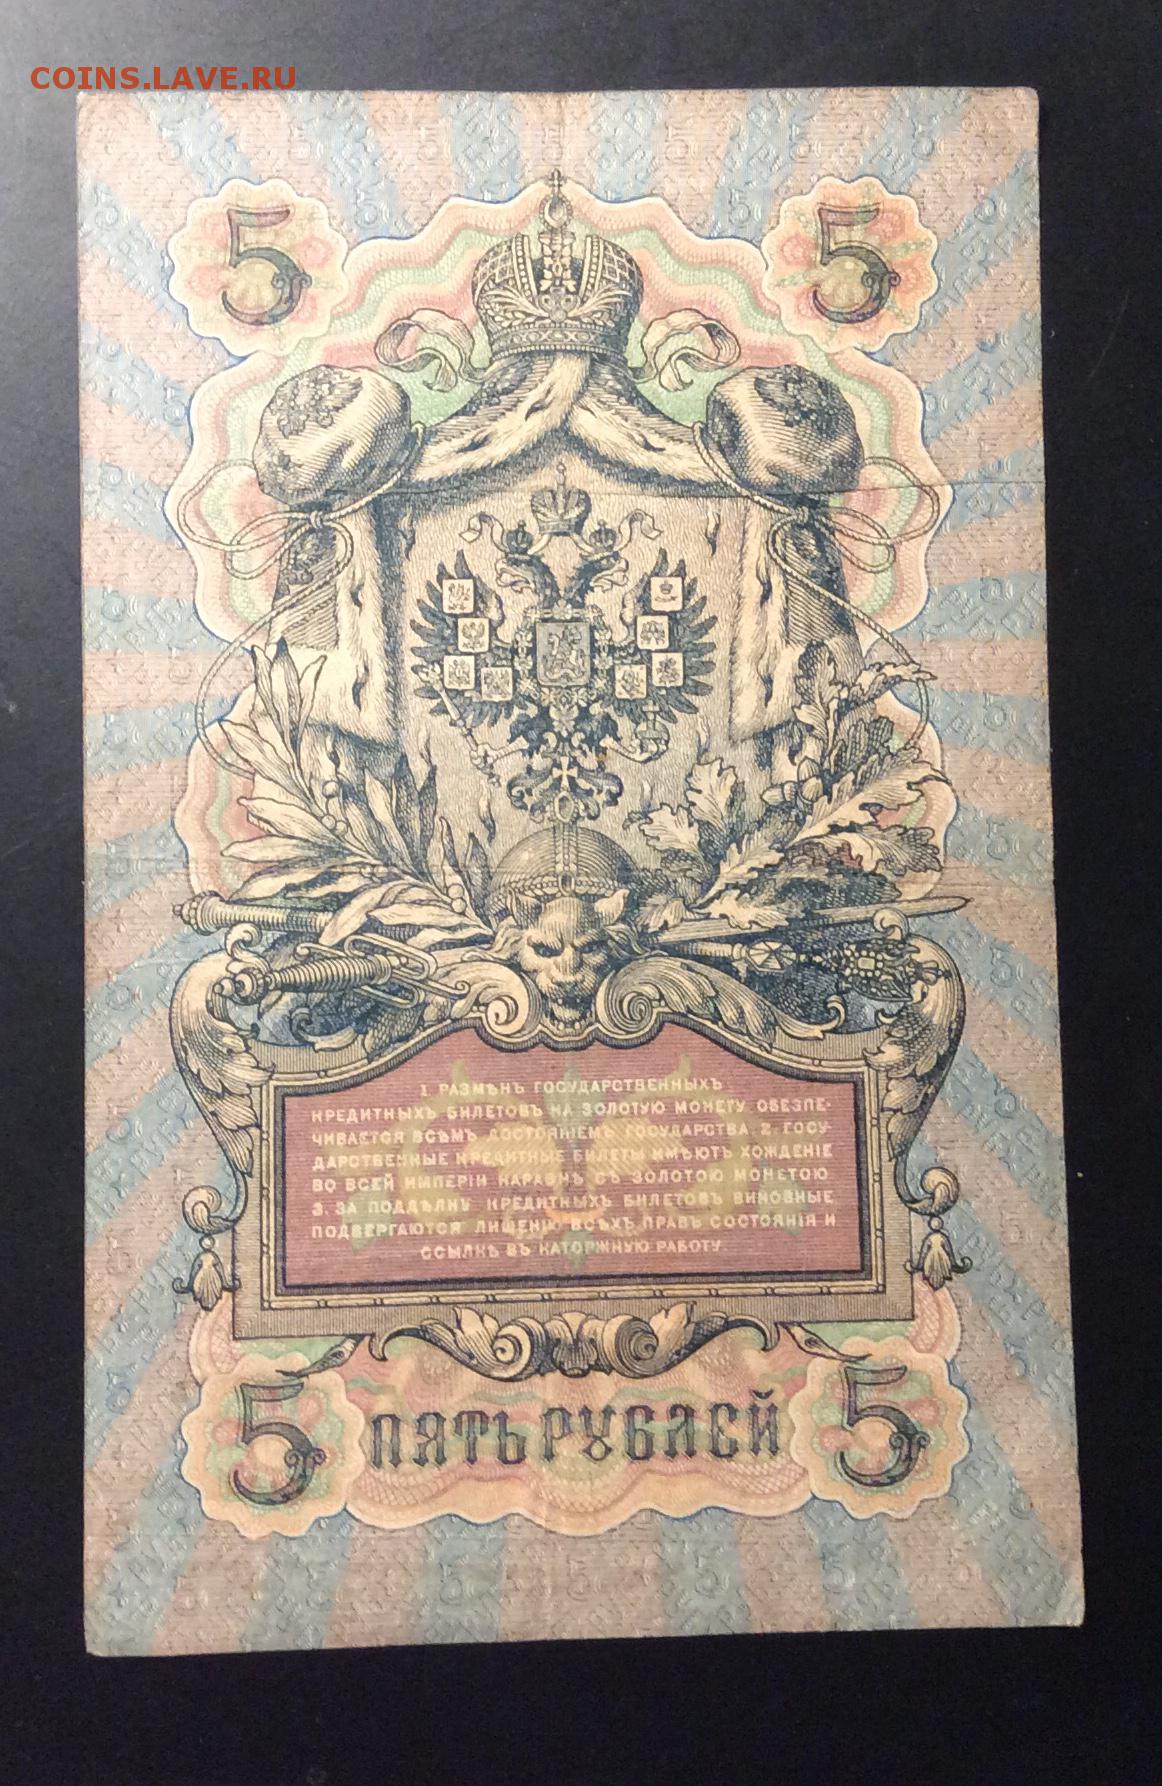 COINS.LAVE.RU
5 5
1. РАЗМѢНЪ ГОСУДАРСТВЕННЫХЪ
КРЕДИТНЫХЪ БИЛЕТОВЪ НА ЗОЛОТУЮ МОНЕТУ ОБЕЗПЕ-
ЧИВАЕТСЯ ВСѢМЪ ДОСТОЯНІЕМЪ ГОСУДАРСТВА 2. ГОСУ-
ДАРСТВЕННЫЕ КРЕДИТНЫЕ БИЛЕТЫ ИМѢЮТЪ ХОЖДЕНІЕ
ВО ВСЕЙ ИМПЕРІИ НАРАВНѢ СЪ ЗОЛОТОЮ МОНЕТОЮ
3. ЗА ПОДДѢЛКУ КРЕДИТНЫХЪ БИЛЕТОВЪ ВИНОВНЫЕ
ПОДВЕРГАЮТСЯ ЛИШЕНІЮ ВСѢХЪ ПРАВЪ СОСТОЯНІЯ И
ССЫЛКѢ ВЪ КАТОРЖНУЮ РАБОТУ.
5 ПЯТЬ РУБЛЕЙ 5